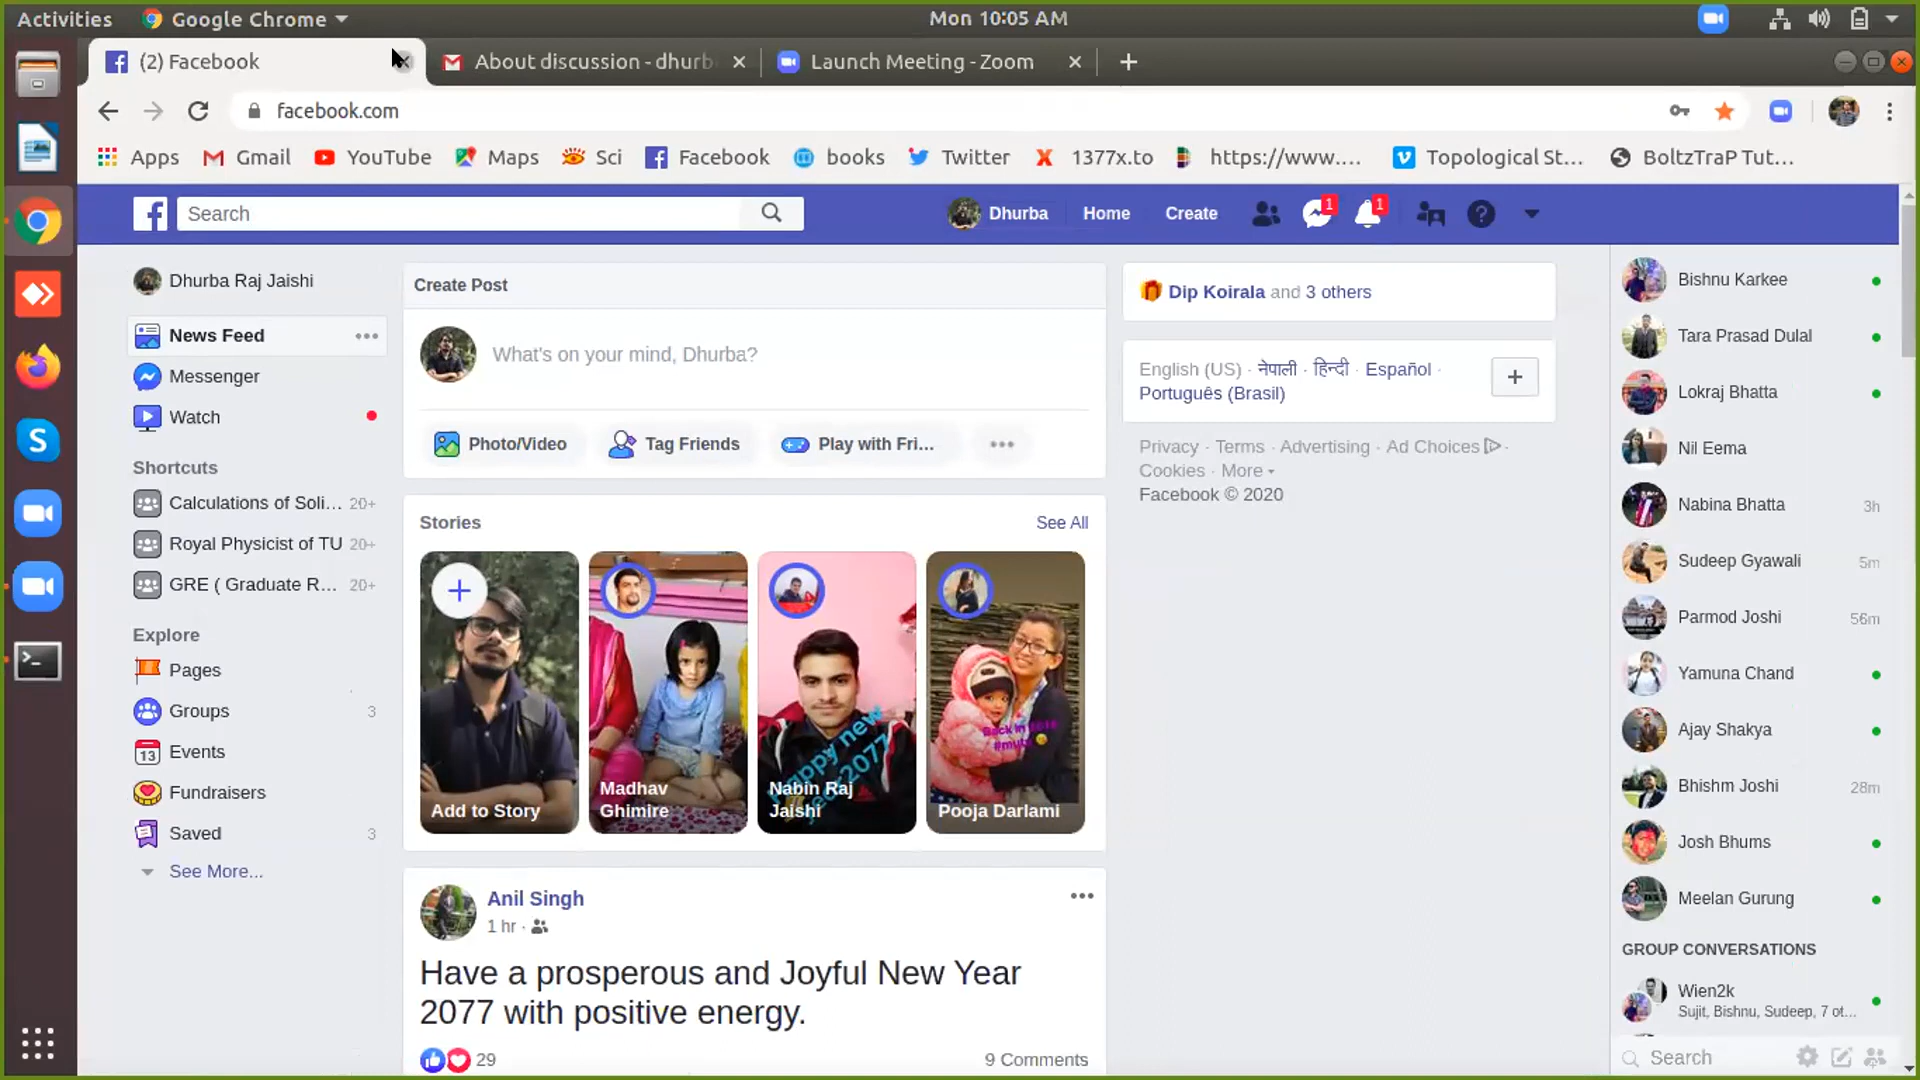 Activities
Google Chrome
Mon 10:05 AM
(2) Facebook
About discussion - dhurb
Launch Meeting - Zoom
facebook.com
Apps
Gmail
YouTube
Maps
Sci
Facebook
books
Twitter
1377x.to
https://www....
Topological St...
BoltzTraP Tut...
Search
Dhurba
Home
Create
1
1
Dhurba Raj Jaishi
News Feed
Messenger
Watch
Shortcuts
Calculations of Soli... 20+
Royal Physicist of TU 20+
GRE ( Graduate R... 20+
Explore
Pages
Groups 3
13 Events
Fundraisers
Saved 3
See More...
Create Post
What's on your mind, Dhurba?
Photo/Video
Tag Friends
Play with Fri...
Stories
See All
Add to Story
Madhav
Ghimire
happy new
year 2077
Nabin Raj
Jaishi
Pooja Darlami
Anil Singh
1 hr ·
Have a prosperous and Joyful New Year
2077 with positive energy.
29
9 Comments
Dip Koirala and 3 others
English (US) · नेपाली · हिन्दी · Español ·
Português (Brasil)
Privacy · Terms · Advertising · Ad Choices ·
Cookies · More
Facebook © 2020
Bishnu Karkee
Tara Prasad Dulal
Lokraj Bhatta
Nil Eema
Nabina Bhatta 3h
Sudeep Gyawali 5m
Parmod Joshi 56m
Yamuna Chand
Ajay Shakya
Bhishm Joshi 28m
Josh Bhums
Meelan Gurung
GROUP CONVERSATIONS
Wien2k
Sujit, Bishnu, Sudeep, 7 ot...
Search